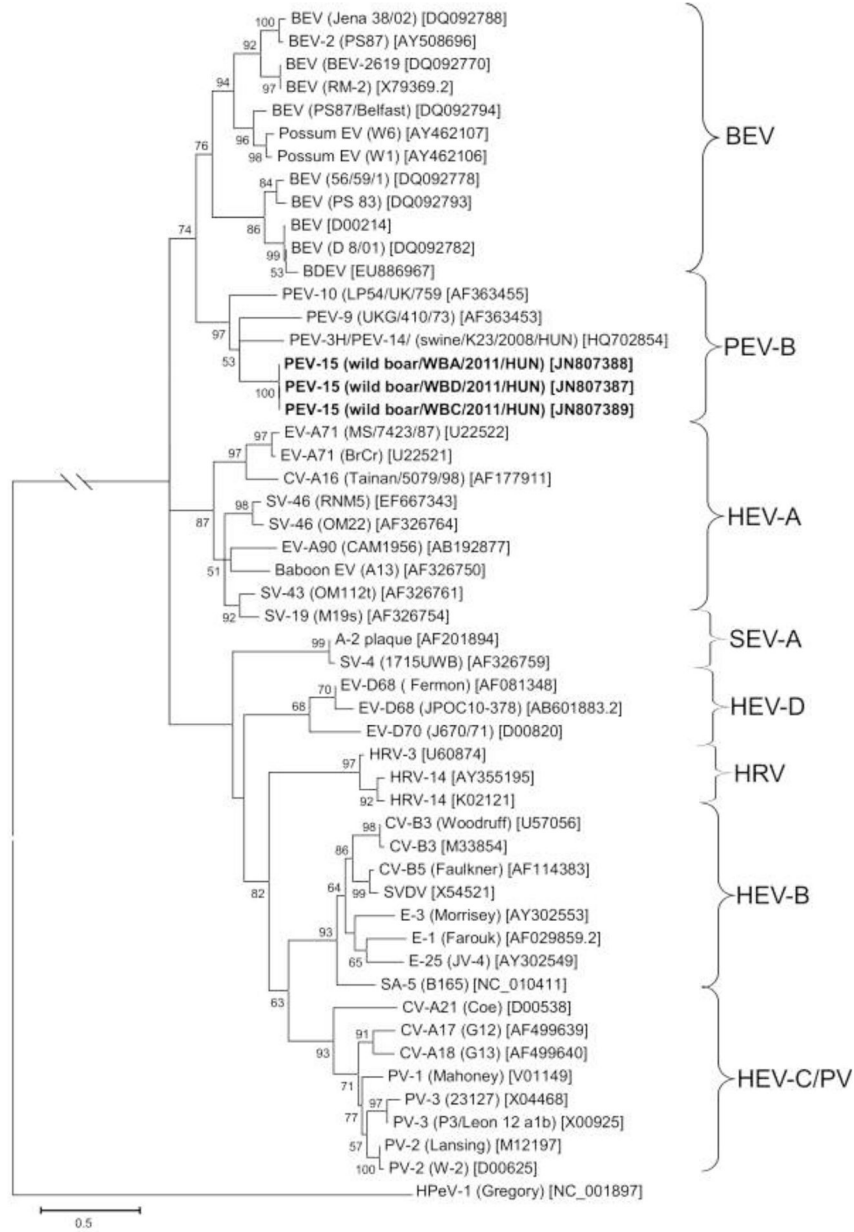 BEV (Jena 38/02) [DQ092788]
BEV-2 (PS87) [AY508696]
BEV (BEV-2619 [DQ092770]
BEV (RM-2) [X79369.2]
BEV (PS87/Belfast) [DQ092794]
Possum EV (W6) [AY462107]
Possum EV (W1) [AY462106]
BEV (56/59/1) [DQ092778]
BEV (PS 83) [DQ092793]
BEV [D00214]
BEV (D 8/01) [DQ092782]
BDEV [EU886967]
PEV-10 (LP54/UK/759 [AF363455]
PEV-9 (UKG/410/73) [AF363453]
PEV-3H/PEV-14/ (swine/K23/2008/HUN) [HQ702854]
PEV-15 (wild boar/WBA/2011/HUN) [JN807388]
PEV-15 (wild boar/WBD/2011/HUN) [JN807387]
PEV-15 (wild boar/WBC/2011/HUN) [JN807389]
EV-A71 (MS/7423/87) [U22522]
EV-A71 (BrCr) [U22521]
CV-A16 (Tainan/5079/98) [AF177911]
SV-46 (RNM5) [EF667343]
SV-46 (OM22) [AF326764]
EV-A90 (CAM1956) [AB192877]
Baboon EV (A13) [AF326750]
SV-43 (OM112t) [AF326761]
SV-19 (M19s) [AF326754]
A-2 plaque [AF201894]
SV-4 (1715UWB) [AF326759]
EV-D68 ( Fermon) [AF081348]
EV-D68 (JPOC10-378) [AB601883.2]
EV-D70 (J670/71) [D00820]
HRV-3 [U60874]
HRV-14 [AY355195]
HRV-14 [K02121]
CV-B3 (Woodruff) [U57056]
CV-B3 [M33854]
CV-B5 (Faulkner) [AF114383]
SVDV [X54521]
E-3 (Morrisey) [AY302553]
E-1 (Farouk) [AF029859.2]
E-25 (JV-4) [AY302549]
SA-5 (B165) [NC_010411]
CV-A21 (Coe) [D00538]
CV-A17 (G12) [AF499639]
CV-A18 (G13) [AF499640]
PV-1 (Mahoney) [V01149]
PV-3 (23127) [X04468]
PV-3 (P3/Leon 12 a1b) [X00925]
PV-2 (Lansing) [M12197]
PV-2 (W-2) [D00625]
HPeV-1 (Gregory) [NC_001897]
BEV
PEV-B
HEV-A
SEV-A
HEV-D
HRV
HEV-B
HEV-C/PV
100
92
97
94
96
98
76
84
86
99
53
74
97
53
100
97
97
98
87
51
92
99
70
68
97
92
98
86
99
64
82
93
65
63
91
93
71
97
77
57
100
0.5